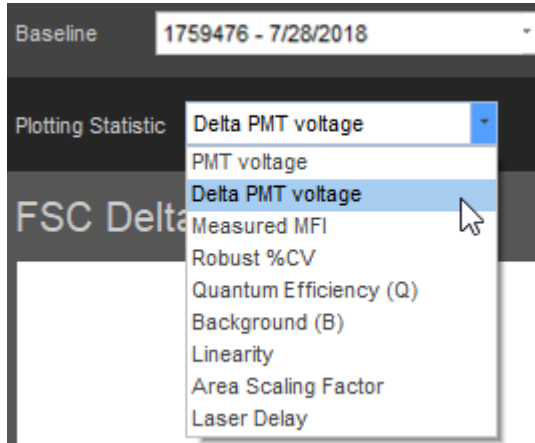 Baseline 1759476 - 7/28/2018
Plotting Statistic Delta PMT voltage
PMT voltage
Delta PMT voltage
FSC Delta
Measured MFI
Robust %CV
Quantum Efficiency (Q)
Background (B)
Linearity
Area Scaling Factor
Laser Delay